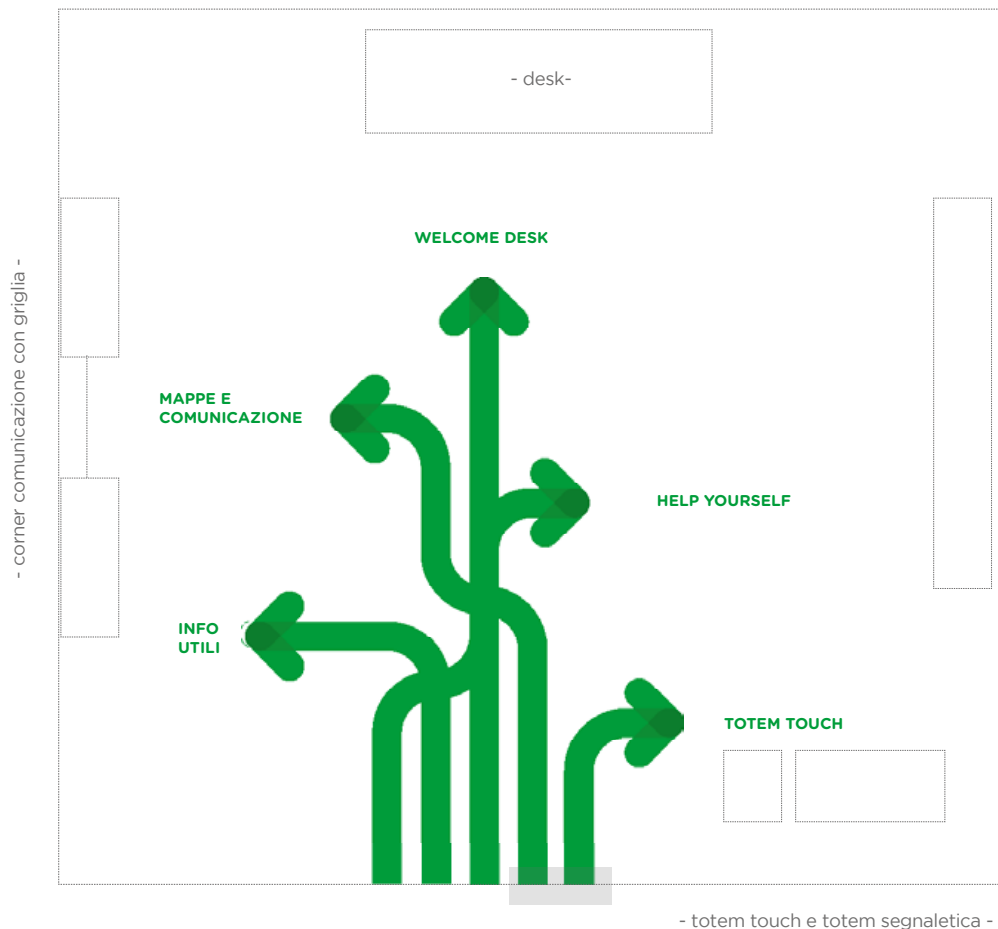 - desk-
WELCOME DESK
- corner comunicazione con griglia -
MAPPE E
COMUNICAZIONE
HELP YOURSELF
INFO
UTILI
TOTEM TOUCH
- totem touch e totem segnaletica -